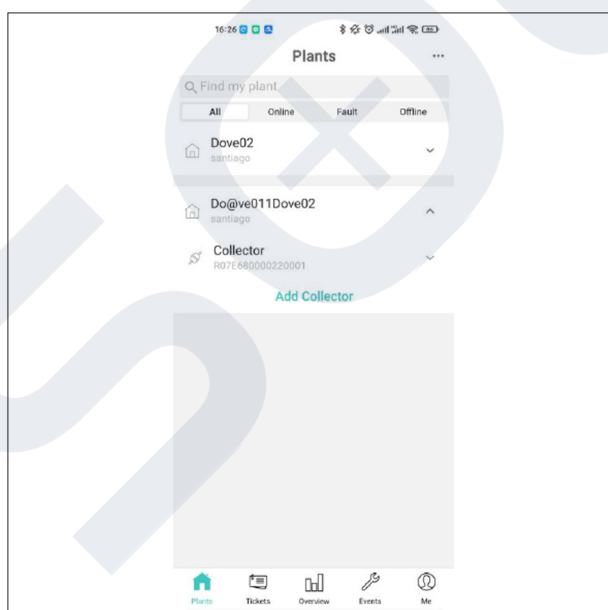 16:26
Plants
Find my plant
All Online Fault Offline
Dove02
santiago
Do@ve011Dove02
santiago
Collector
R07E680000220001
Add Collector
Plants Tickets Overview Events Me